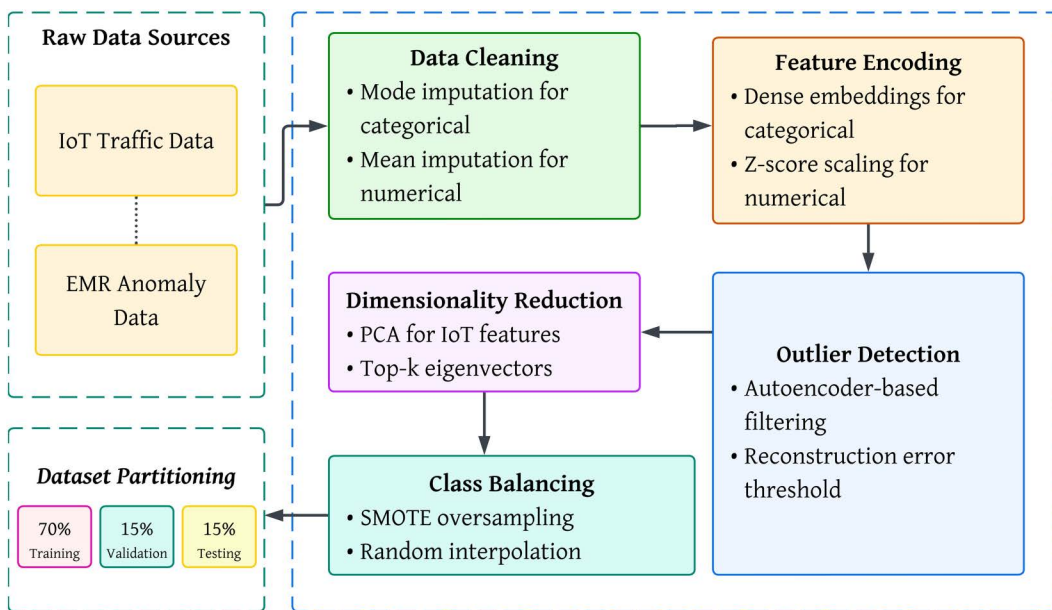 Raw Data Sources
IoT Traffic Data
EMR Anomaly
Data
Data Cleaning
• Mode imputation for
categorical
• Mean imputation for
numerical
Feature Encoding
• Dense embeddings for
categorical
• Z-score scaling for
numerical
Outlier Detection
• Autoencoder-based
filtering
• Reconstruction error
threshold
Dimensionality Reduction
• PCA for IoT features
• Top-k eigenvectors
Class Balancing
• SMOTE oversampling
• Random interpolation
Dataset Partitioning
70%
Training
15%
Validation
15%
Testing